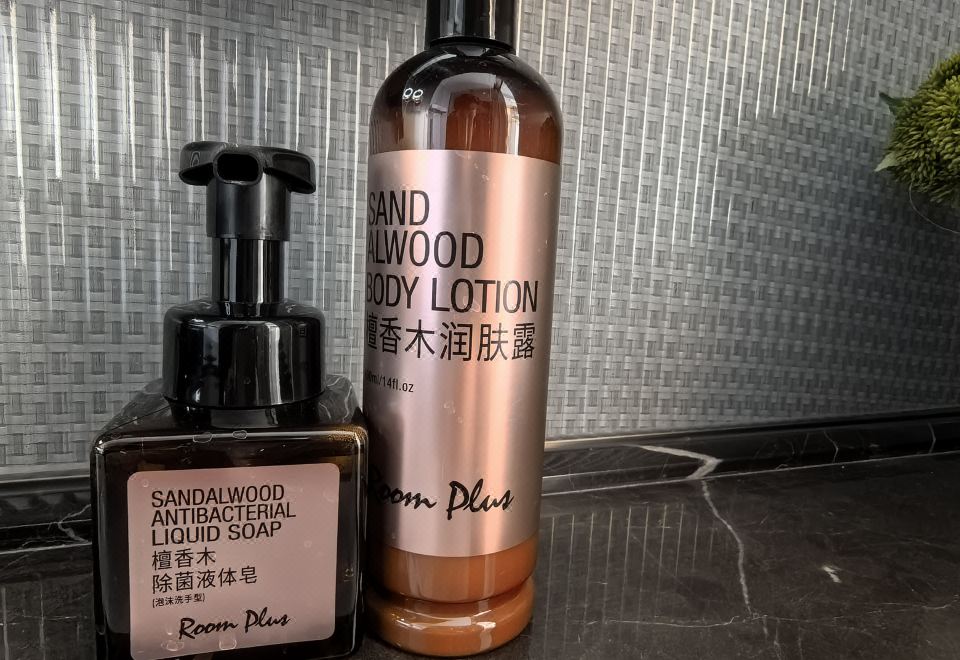 SANDALWOOD
ANTIBACTERIAL
LIQUID SOAP
檀香木
除菌液体皂
(泡沫洗手型)
Room Plus
SAND
ALWOOD
BODY LOTION
檀香木润肤露
/14fl.oz
Room Plus